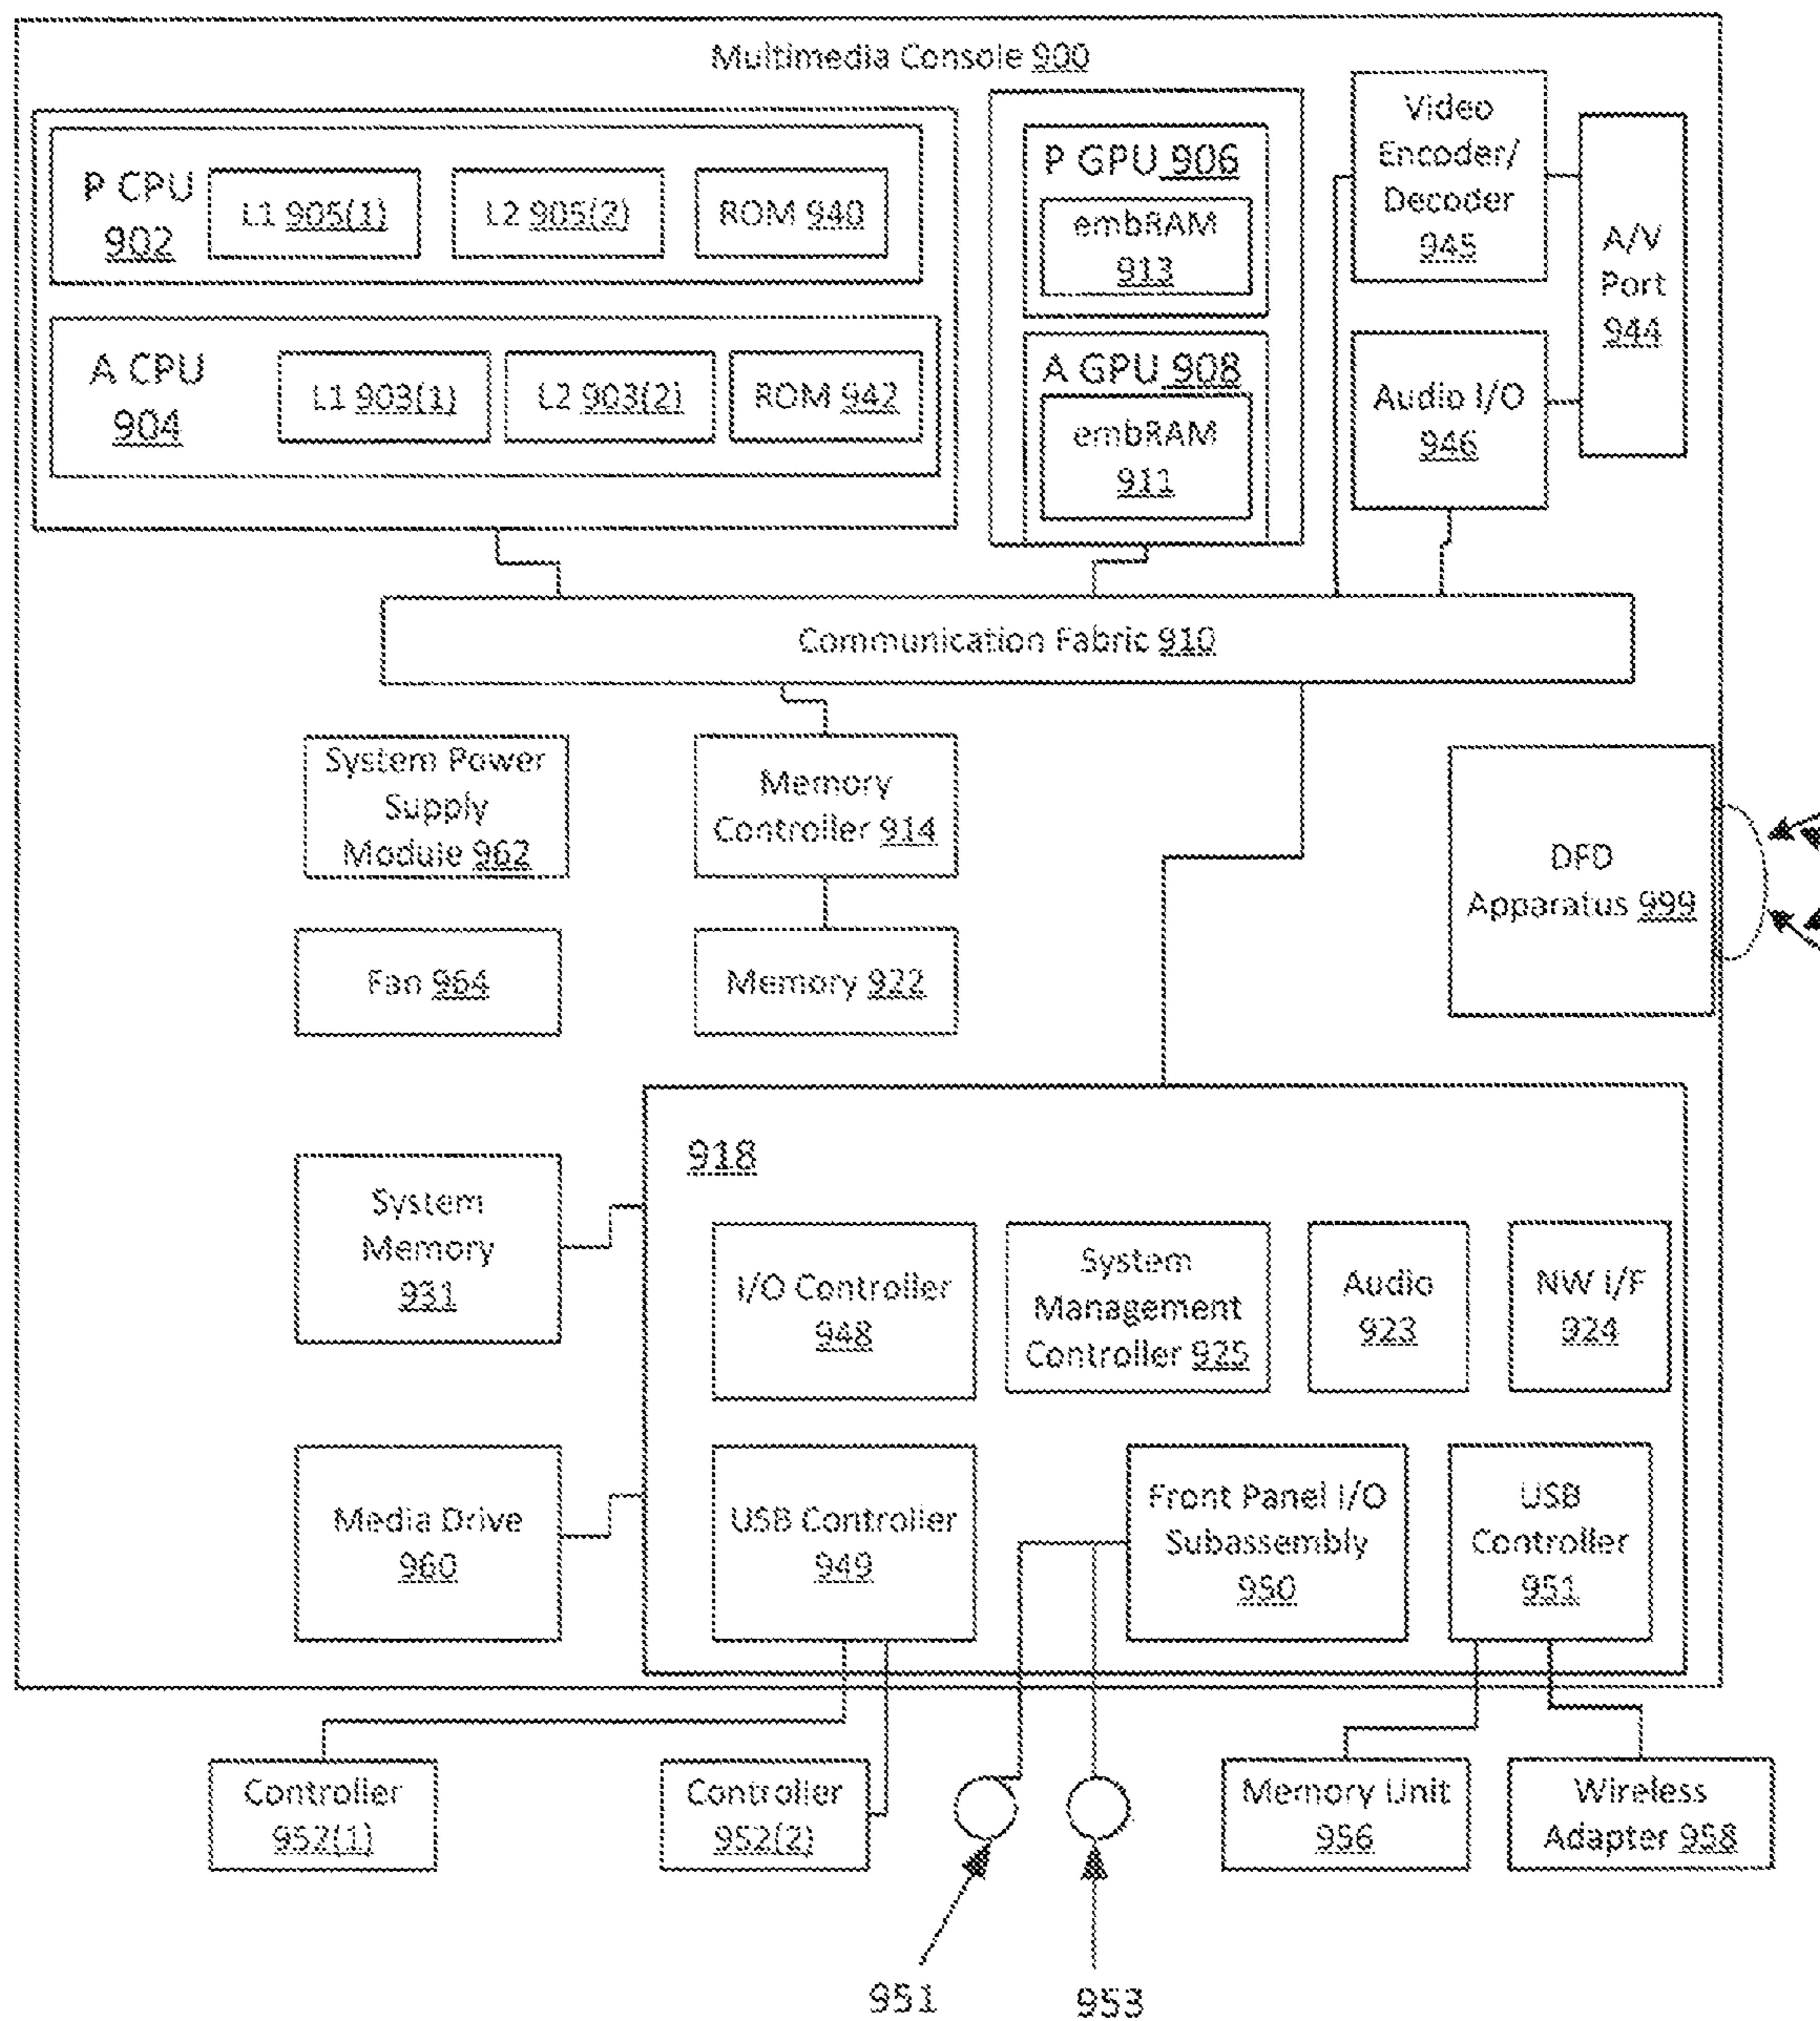 Multimedia Console 900
P CPU
902
L1 905(1)
L2 905(2)
ROM 940
A CPU
904
L1 903(1)
L2 903(2)
ROM 942
P GPU 906
embRAM
913
A GPU 908
embRAM
911
Video
Encoder/
Decoder
945
A/V
Port
944
Audio I/O
946
Communication Fabric 910
System Power
Supply
Module 962
Memory
Controller 914
DFD
Apparatus 999
Fan 964
Memory 922
918
System
Memory
931
I/O Controller
948
System
Management
Controller 925
Audio
923
NW I/F
924
Media Drive
960
USB Controller
949
Front Panel I/O
Subassembly
950
USB
Controller
951
Controller
952(1)
Controller
952(2)
Memory Unit
956
Wireless
Adapter 958
951
953